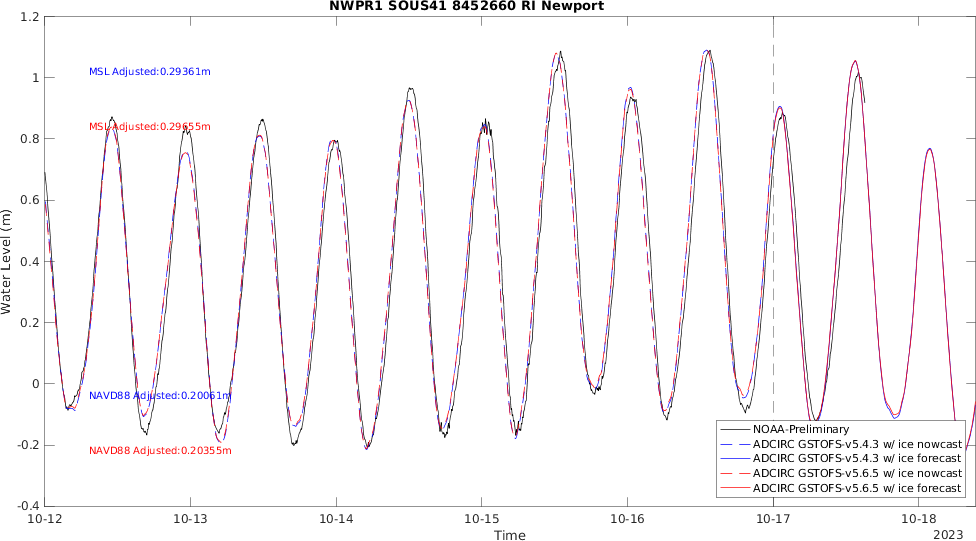 NWPR1 SOUS41 8452660 RI Newport
1.2
1
0.8
0.6
0.4
0.2
0
-0.2
-0.4
Water Level (m)
MSL Adjusted:0.29361m
MSL Adjusted:0.29655m
NAVD88 Adjusted:0.20061m
NAVD88 Adjusted:0.20355m
NOAA-Preliminary
ADCIRC GSTOFS-v5.4.3 w/ ice nowcast
ADCIRC GSTOFS-v5.4.3 w/ ice forecast
ADCIRC GSTOFS-v5.6.5 w/ ice nowcast
ADCIRC GSTOFS-v5.6.5 w/ ice forecast
10-12 10-13 10-14 10-15 10-16 10-17 10-18
Time
2023